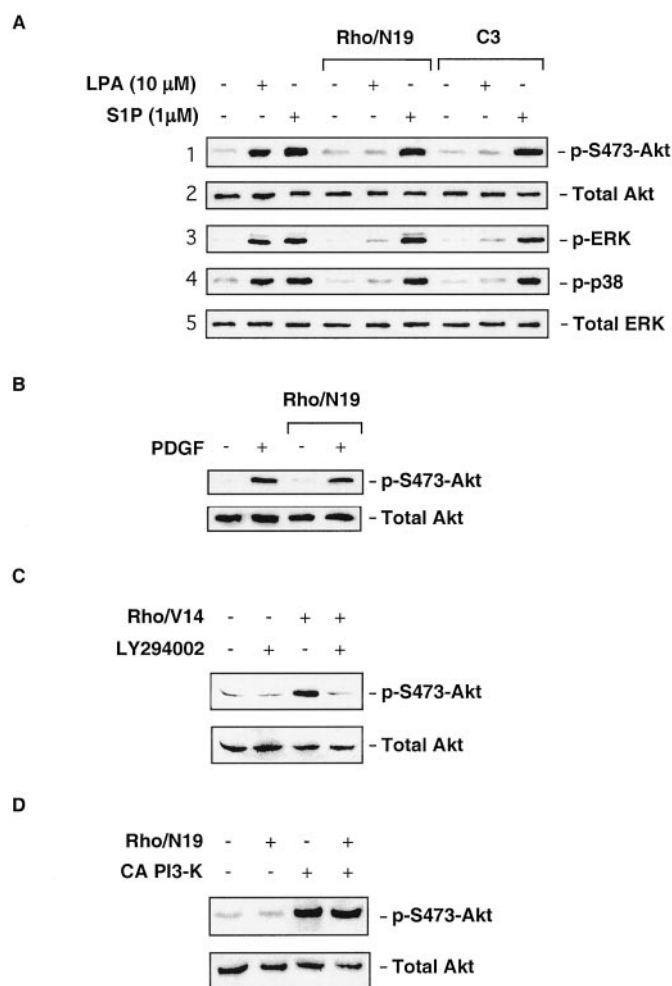 A
Rho/N19 C3
LPA (10 µM) - + - - + - - + -
S1P (1µM) - - + - - + - - +
1 - p-S473-Akt
2 - Total Akt
3 - p-ERK
4 - p-p38
5 - Total ERK
B
Rho/N19
PDGF - + - +
- p-S473-Akt
- Total Akt
C
Rho/V14 - - + +
LY294002 - + - +
- p-S473-Akt
- Total Akt
D
Rho/N19 - + - +
CA PI3-K - - + +
- p-S473-Akt
- Total Akt